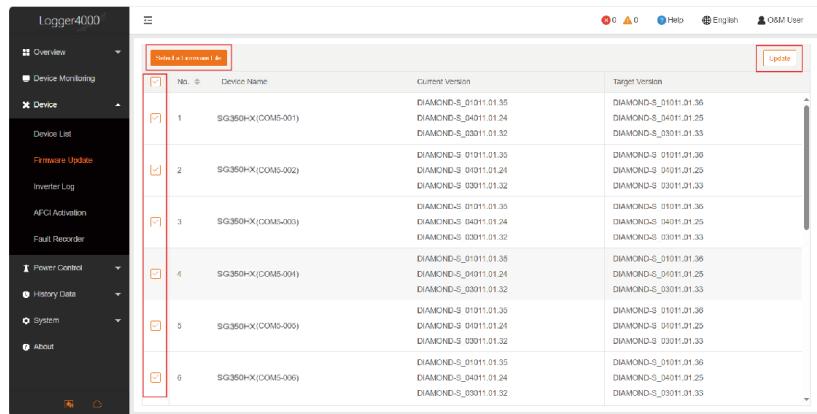 Logger4000
0 0 Help English O&M User
Overview
Device Monitoring
Device
Device List
Firmware Update
Inverter Log
AFCI Activation
Fault Recorder
Power Control
History Data
System
About
Select a Firmware File
Update
No. Device Name Current Version Target Version
DIAMOND-S_01011.01.35 DIAMOND-S_01011.01.36
1 SG350HX(COM5-001) DIAMOND-S_04011.01.24 DIAMOND-S_04011.01.25
DIAMOND-S_03011.01.32 DIAMOND-S_03011.01.33
DIAMOND-S_01011.01.35 DIAMOND-S_01011.01.36
2 SG350HX(COM5-002) DIAMOND-S_04011.01.24 DIAMOND-S_04011.01.25
DIAMOND-S_03011.01.32 DIAMOND-S_03011.01.33
DIAMOND-S_01011.01.35 DIAMOND-S_01011.01.36
3 SG350HX(COM5-003) DIAMOND-S_04011.01.24 DIAMOND-S_04011.01.25
DIAMOND-S_03011.01.32 DIAMOND-S_03011.01.33
DIAMOND-S_01011.01.35 DIAMOND-S_01011.01.36
4 SG350HX(COM5-004) DIAMOND-S_04011.01.24 DIAMOND-S_04011.01.25
DIAMOND-S_03011.01.32 DIAMOND-S_03011.01.33
DIAMOND-S_01011.01.35 DIAMOND-S_01011.01.36
5 SG350HX(COM5-005) DIAMOND-S_04011.01.24 DIAMOND-S_04011.01.25
DIAMOND-S_03011.01.32 DIAMOND-S_03011.01.33
DIAMOND-S_01011.01.35 DIAMOND-S_01011.01.36
6 SG350HX(COM5-006) DIAMOND-S_04011.01.24 DIAMOND-S_04011.01.25
DIAMOND-S_03011.01.32 DIAMOND-S_03011.01.33